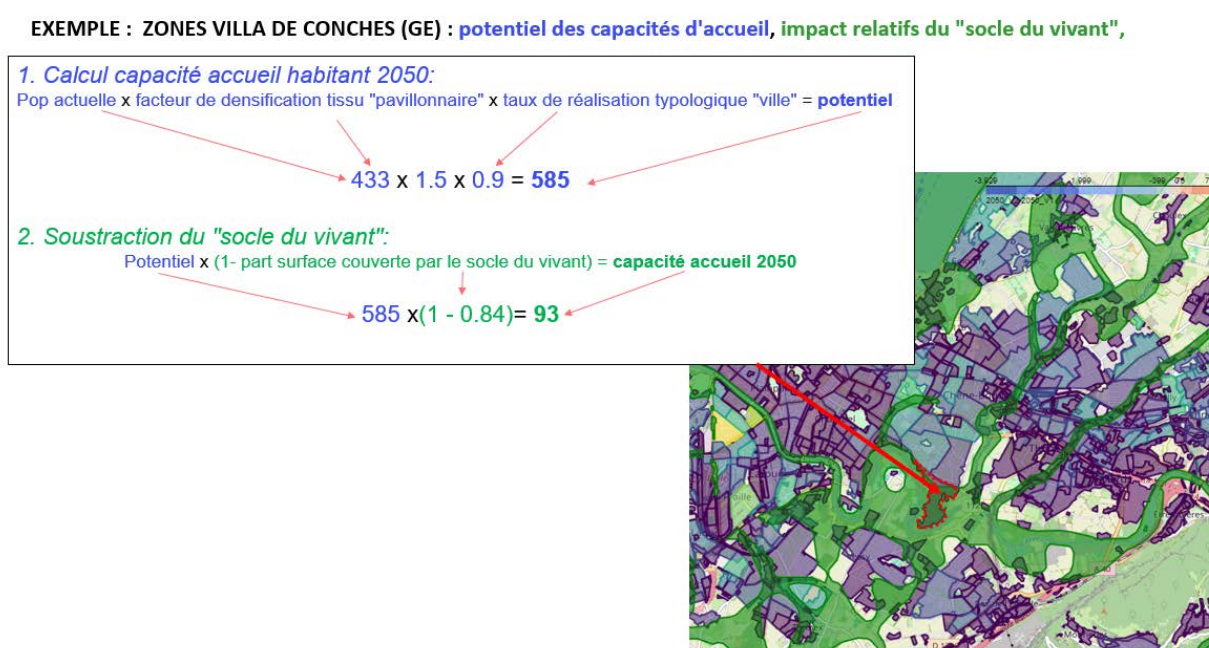 EXEMPLE : ZONES VILLA DE CONCHES (GE) : potentiel des capacités d'accueil, impact relatifs du "socle du vivant",
1. Calcul capacité accueil habitant 2050:
Pop actuelle x facteur de densification tissu "pavillonnaire" x taux de réalisation typologique "ville" = potentiel
433 x 1.5 x 0.9 = 585
2. Soustraction du "socle du vivant":
Potentiel x (1- part surface couverte par le socle du vivant) = capacité accueil 2050
585 x(1 - 0.84)= 93
A 40